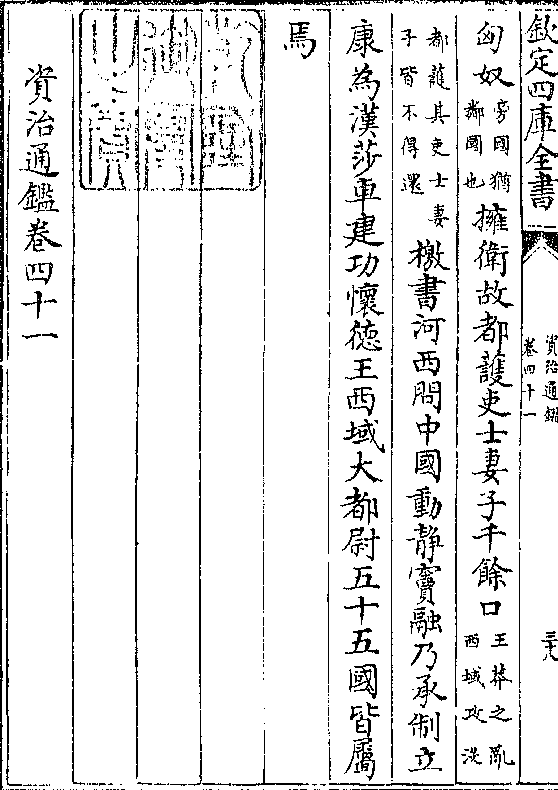 欽定四庫全書
資治通鑑
卷四十一
三十八
匈奴
旁國猶
鄰國也
擁衛故都護吏士妻子千餘口
王莽之亂
西域攻沒
都護其吏士妻
子皆不得還
檄書河西問中國動靜竇融乃承制立
康為漢莎車建功懷德王西域大都尉五十五國皆屬
焉
資治通鑑卷四十一